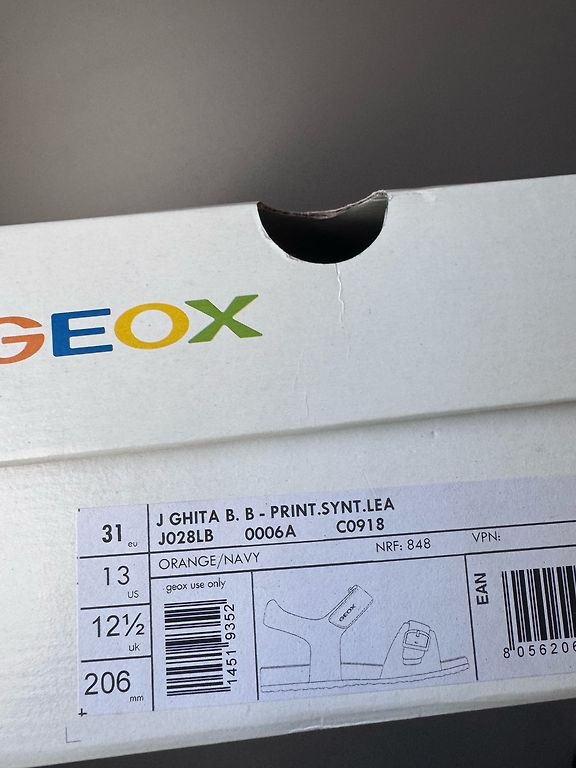 GEOX
31 eu
13 US
12½ uk
206 mm
J GHITA B. B - PRINT.SYNT.LEA
J028LB 0006A C0918
ORANGE/NAVY NRF: 848 VPN:
geox use only
1451 9352
GEOX
EAN
8 056206